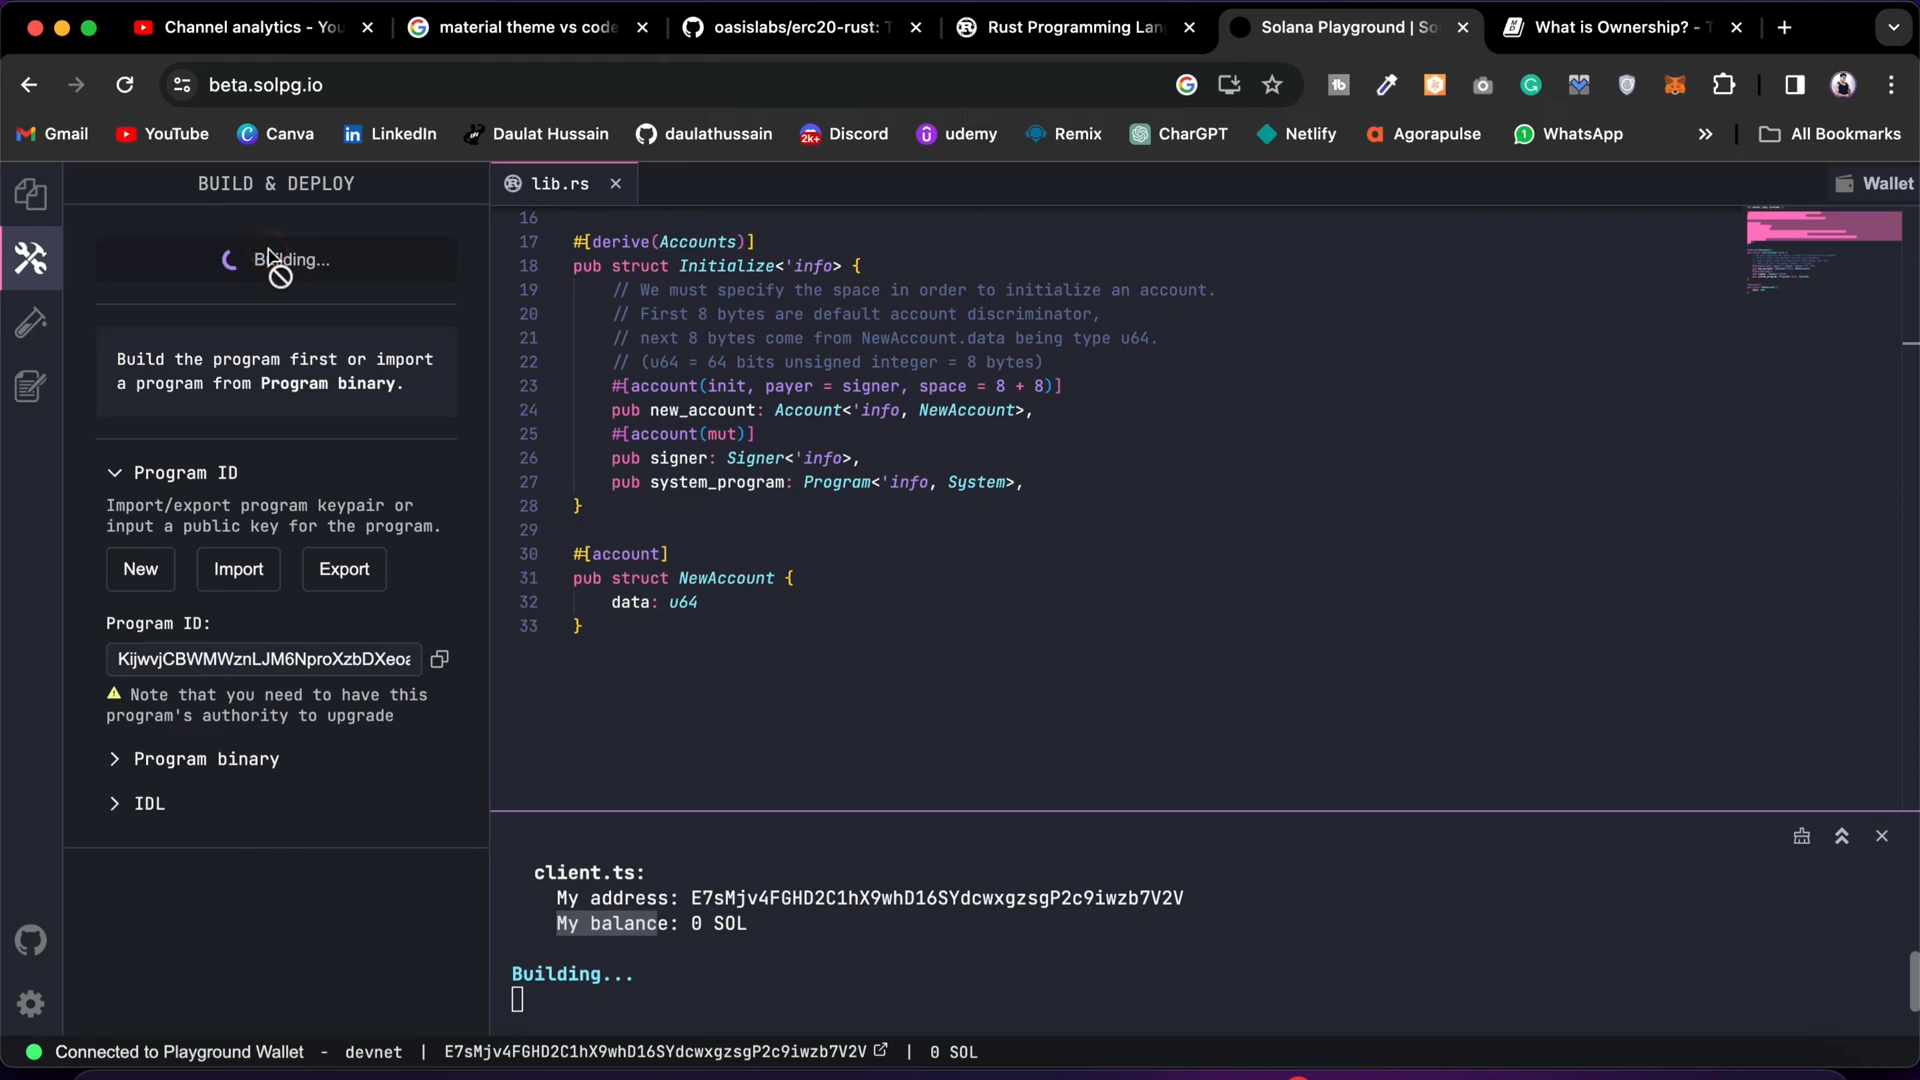 Channel analytics - You
material theme vs code
oasislabs/erc20-rust: T
Rust Programming Lang
Solana Playground | So
What is Ownership? - T
beta.solpg.io
Gmail
YouTube
Canva
LinkedIn
Daulat Hussain
daulathussain
2k+
Discord
udemy
Remix
CharGPT
Netlify
Agorapulse
1
WhatsApp
All Bookmarks
BUILD & DEPLOY
lib.rs
Wallet
Building...
Build the program first or import
a program from Program binary.
Program ID
Import/export program keypair or
input a public key for the program.
New Import Export
Program ID:
KijwvjCBWMWznLJM6NproXzbDXeoa
Note that you need to have this
program's authority to upgrade
Program binary
IDL
16
17 #[derive(Accounts)]
18 pub struct Initialize<'info> {
19 // We must specify the space in order to initialize an account.
20 // First 8 bytes are default account discriminator,
21 // next 8 bytes come from NewAccount.data being type u64.
22 // (u64 = 64 bits unsigned integer = 8 bytes)
23 #[account(init, payer = signer, space = 8 + 8)]
24 pub new_account: Account<'info, NewAccount>,
25 #[account(mut)]
26 pub signer: Signer<'info>,
27 pub system_program: Program<'info, System>,
28 }
29
30 #[account]
31 pub struct NewAccount {
32 data: u64
33 }
client.ts:
My address: E7sMjv4FGHD2C1hX9whD16SYdcwxgzsgP2c9iwzb7V2V
My balance: 0 SOL
Building...
Connected to Playground Wallet - devnet | E7sMjv4FGHD2C1hX9whD16SYdcwxgzsgP2c9iwzb7V2V | 0 SOL